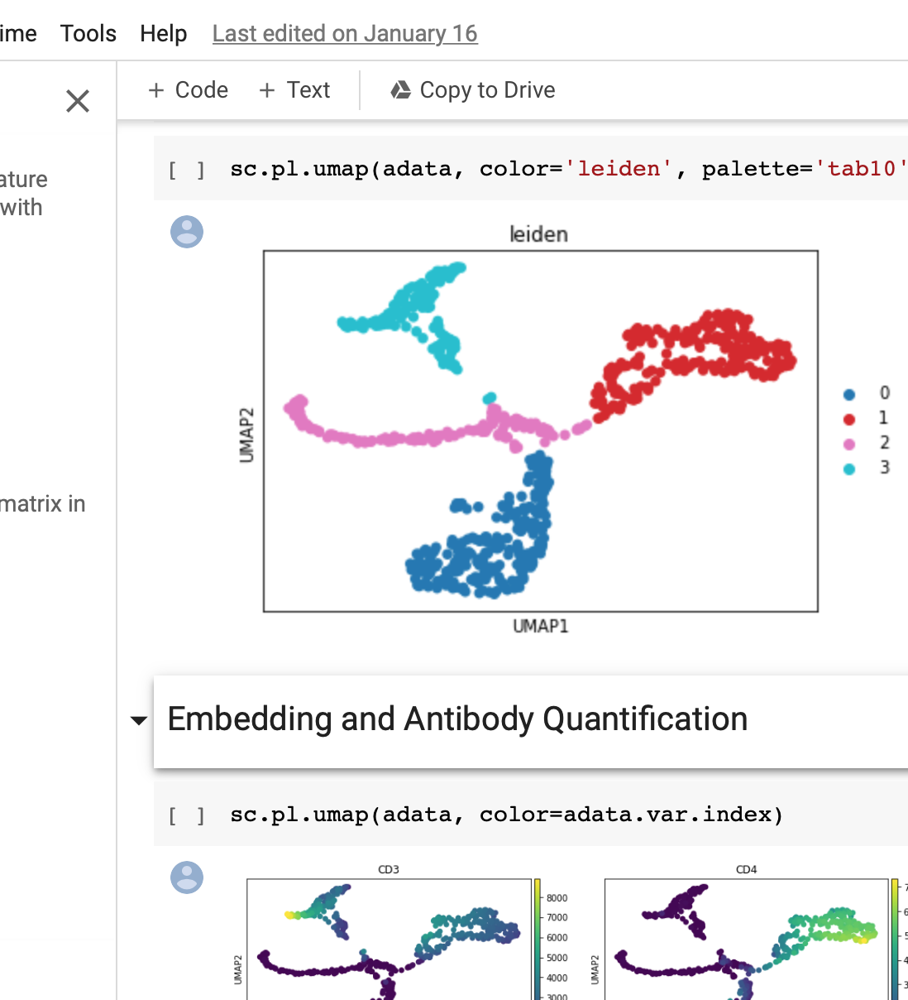 ime Tools Help Last edited on January 16
+ Code + Text Copy to Drive
ature
with
matrix in
[ ] sc.pl.umap(adata, color='leiden', palette='tab10'
leiden
UMAP2
UMAP1
0
1
2
3
Embedding and Antibody Quantification
[ ] sc.pl.umap(adata, color=adata.var.index)
CD3
UMAP2
8000
7000
6000
5000
4000
3000
CD4
UMAP2
7
6
5
4
3